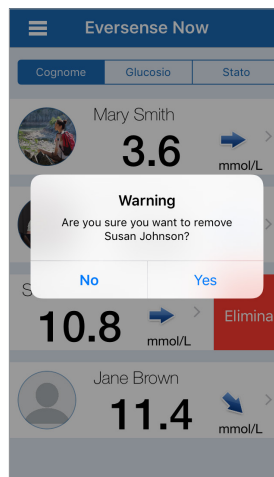 Eversense Now
Cognome Glucosio Stato
Mary Smith
3.6
mmol/L
Warning
Are you sure you want to remove
Susan Johnson?
No Yes
S
10.8
mmol/L
Elimina
Jane Brown
11.4
mmol/L